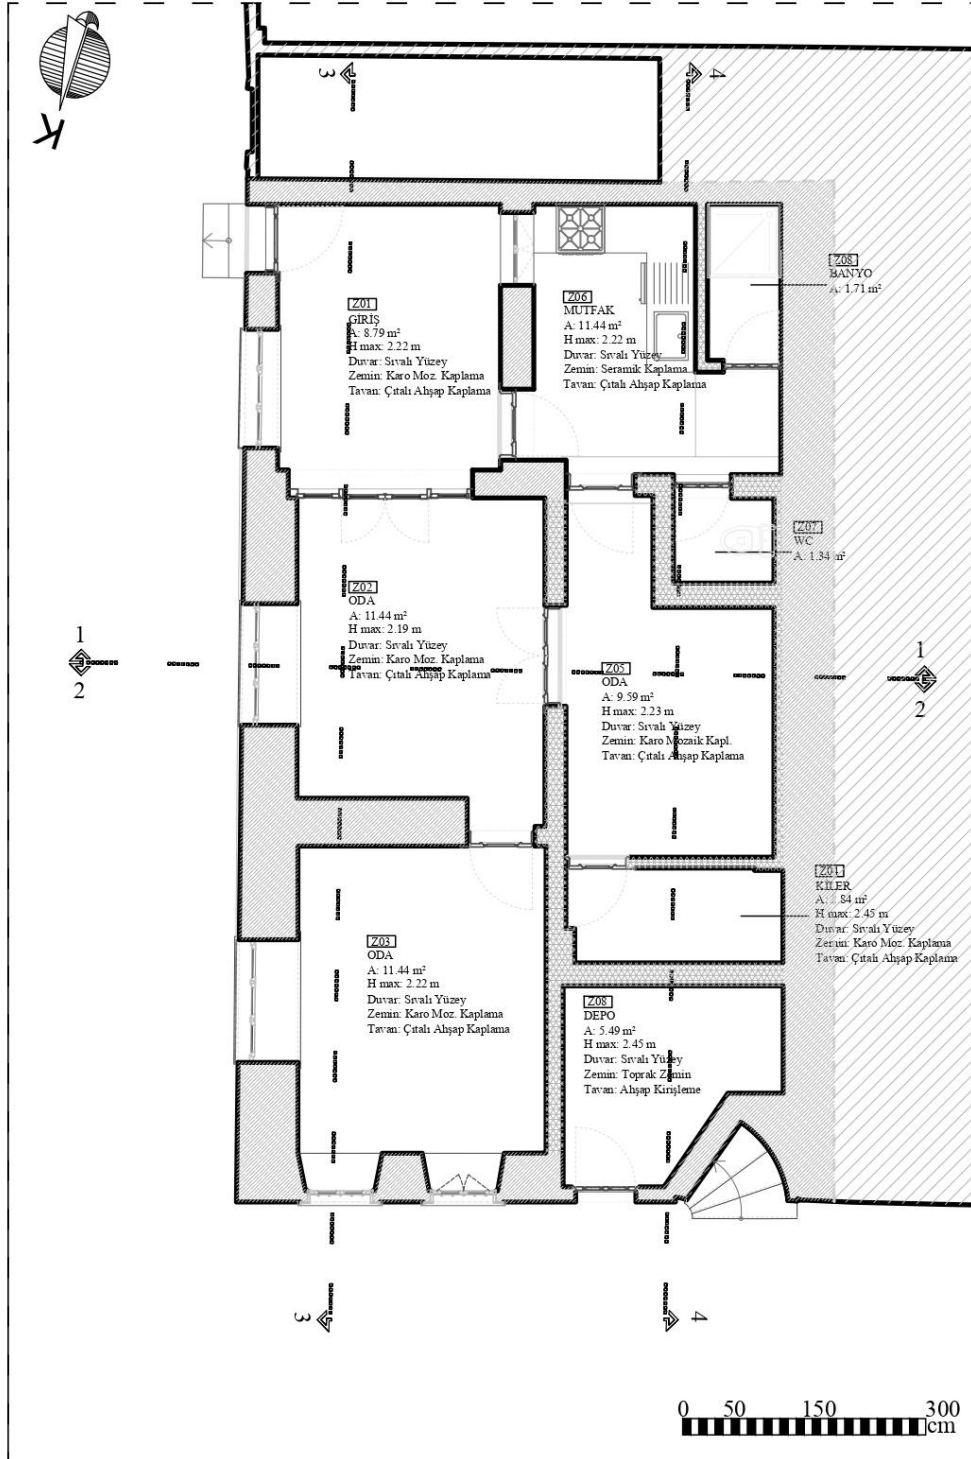 K
3
4
Z01
GİRİŞ
A: 8.79 m²
H max: 2.22 m
Duvar: Sıvalı Yüzey
Zemin: Karo Moz. Kaplama
Tavan: Çıtalı Ahşap Kaplama
Z06
MUTFAK
A: 11.44 m²
H max: 2.22 m
Duvar: Sıvalı Yüzey
Zemin: Seramik Kaplama
Tavan: Çıtalı Ahşap Kaplama
Z08
BANYO
A: 1.71 m²
Z07
WC
A: 1.34 m²
Z02
ODA
A: 11.44 m²
H max: 2.19 m
Duvar: Sıvalı Yüzey
Zemin: Karo Moz. Kaplama
Tavan: Çıtalı Ahşap Kaplama
1
2
1
2
Z05
ODA
A: 9.59 m²
H max: 2.23 m
Duvar: Sıvalı Yüzey
Zemin: Karo Mozaik Kapl.
Tavan: Çıtalı Ahşap Kaplama
KİLER
H max: 2.45 m
Duvar: Sıvalı Yüzey
Zemin: Karo Moz. Kaplama
Tavan: Çıtalı Ahşap Kaplama
Z03
ODA
A: 11.44 m²
H max: 2.22 m
Duvar: Sıvalı Yüzey
Zemin: Karo Moz. Kaplama
Tavan: Çıtalı Ahşap Kaplama
Z08
DEPO
A: 5.49 m²
H max: 2.45 m
Duvar: Sıvalı Yüzey
Zemin: Toprak Zemin
Tavan: Ahşap Kirişleme
3
4
0 50 150 300
cm